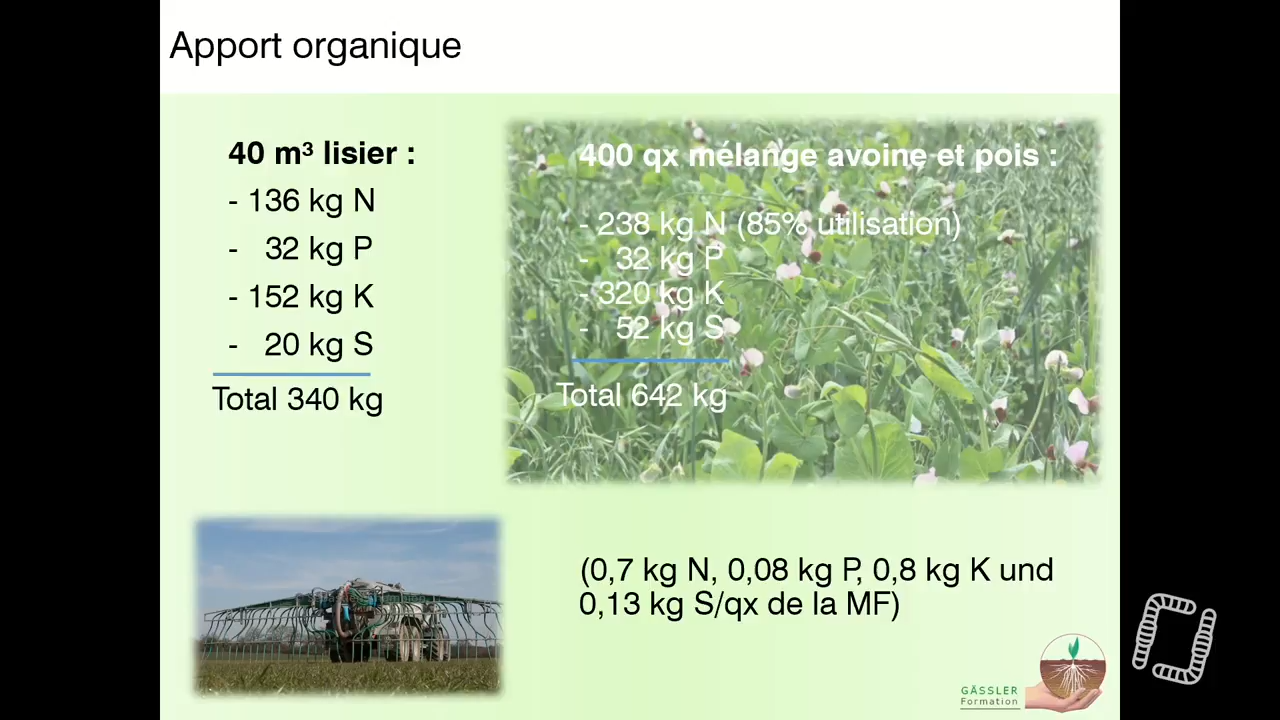 Apport organique
40 m³ lisier :
- 136 kg N
- 32 kg P
- 152 kg K
- 20 kg S
Total 340 kg
400 qx mélange avoine et pois :
- 238 kg N (85% utilisation)
- 32 kg P
- 320 kg K
- 52 kg S
Total 642 kg
(0,7 kg N, 0,08 kg P, 0,8 kg K und
0,13 kg S/qx de la MF)
GÄSSLER
Formation